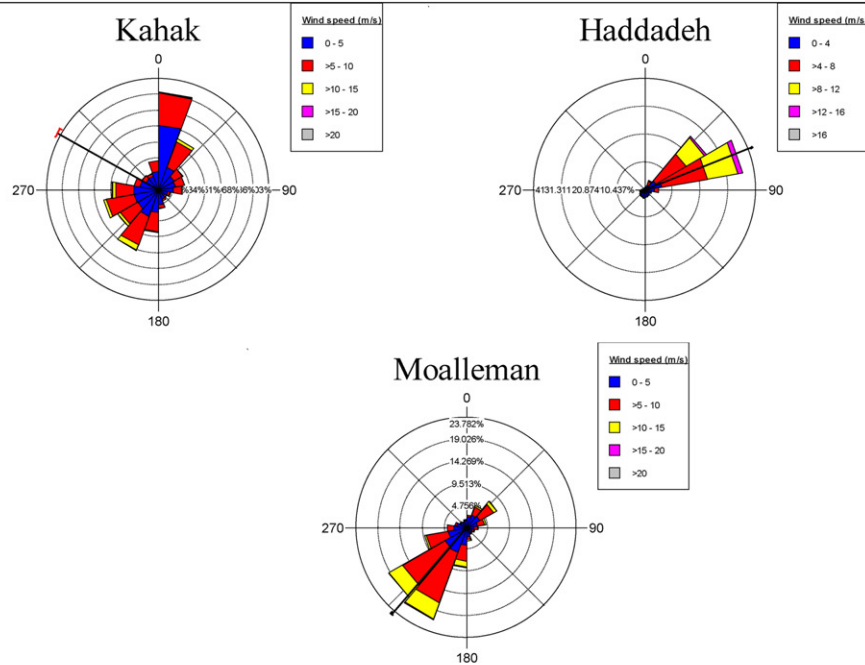 Kahak
0
90
180
270
Wind speed (m/s)
0 - 5
>5 - 10
>10 - 15
>15 - 20
>20
Haddadeh
0
90
180
270
Wind speed (m/s)
0 - 4
>4 - 8
>8 - 12
>12 - 16
>16
Moalleman
0
23.782%
19.026%
14.269%
9.513%
4.756%
90
180
270
Wind speed (m/s)
0 - 5
>5 - 10
>10 - 15
>15 - 20
>20